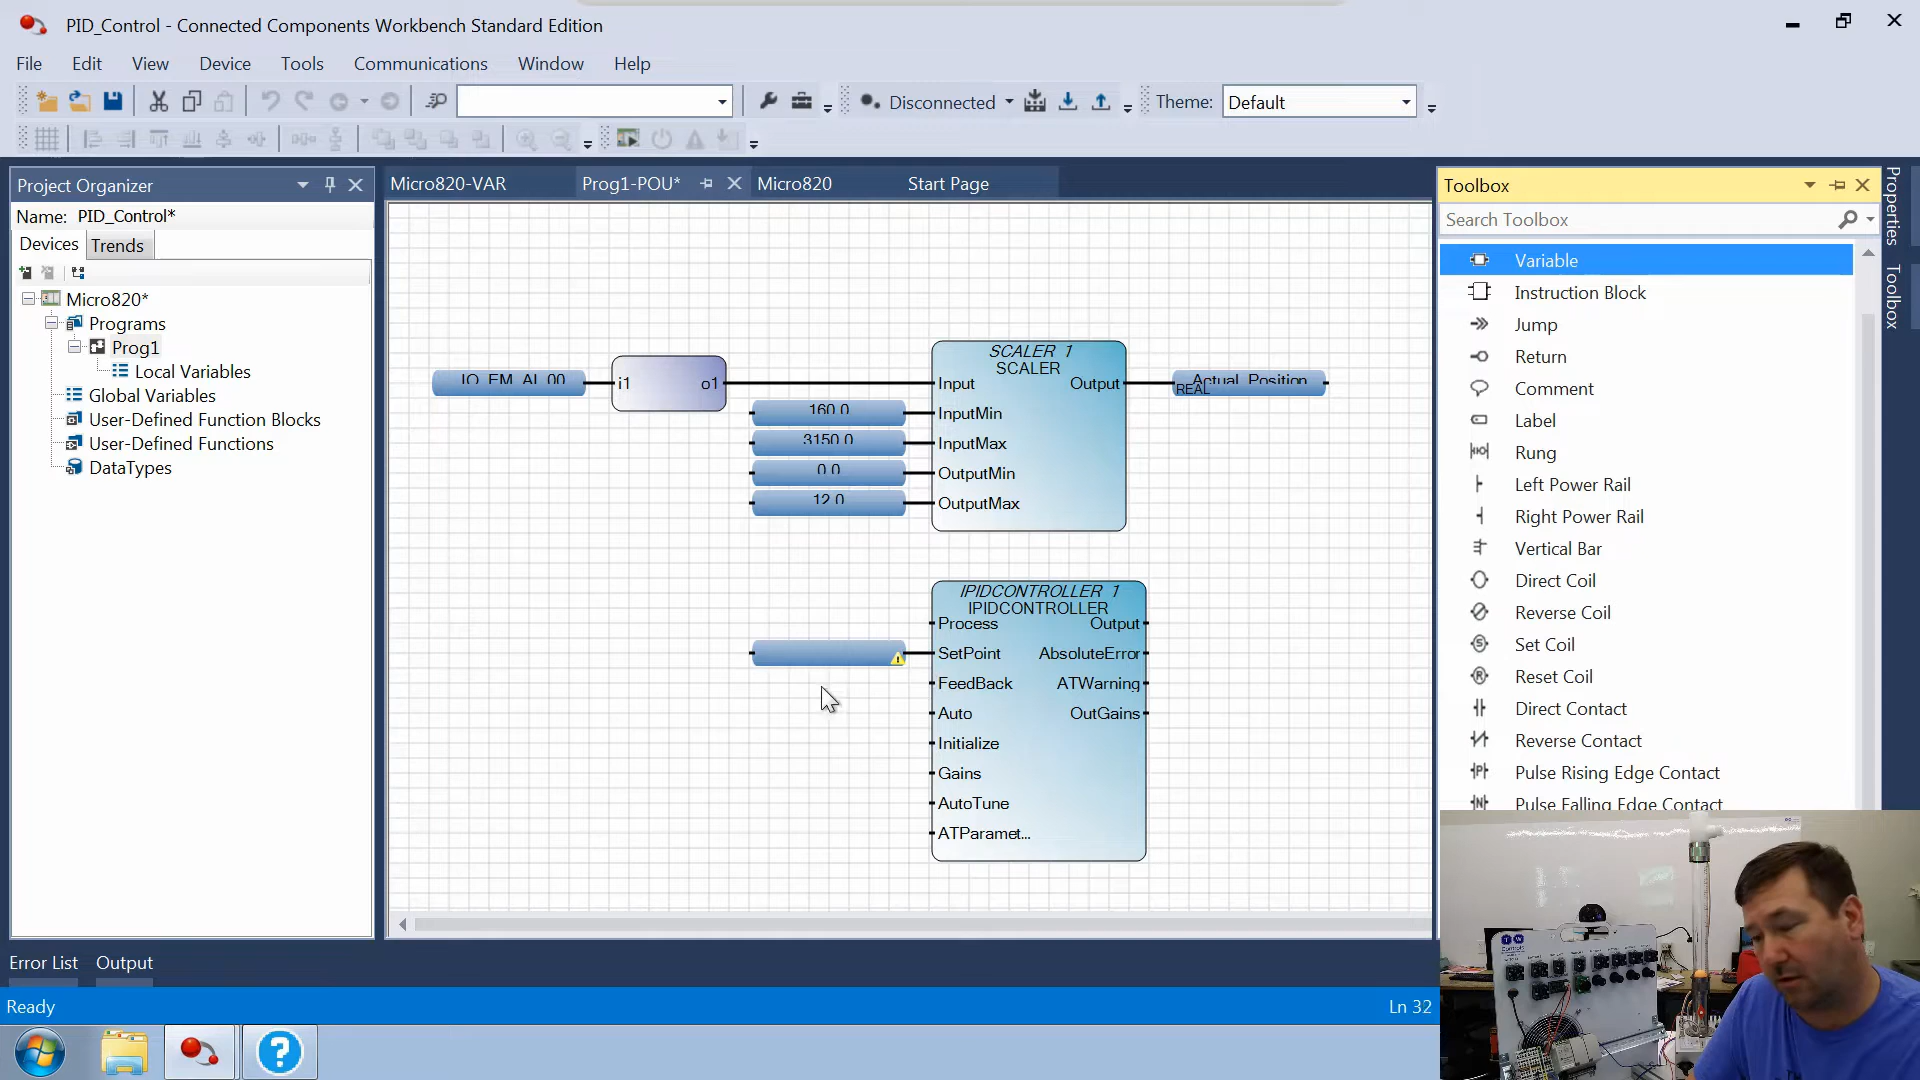 PID_Control - Connected Components Workbench Standard Edition
File Edit View Device Tools Communications Window Help
Disconnected Theme: Default
Project Organizer
Name: PID_Control*
Devices Trends
Micro820*
Programs
Prog1
Local Variables
Global Variables
User-Defined Function Blocks
User-Defined Functions
DataTypes
Micro820-VAR Prog1-POU* Micro820 Start Page
IO_EM_AI_00
i1 o1
SCALER_1
SCALER
Input Output
InputMin
InputMax
OutputMin
OutputMax
160.0
3150.0
0.0
12.0
Actual_Position
REAL
IPIDCONTROLLER_1
IPIDCONTROLLER
Process Output
SetPoint AbsoluteError
FeedBack ATWarning
Auto OutGains
Initialize
Gains
AutoTune
ATParamet...
Toolbox
Search Toolbox
Variable
Instruction Block
Jump
Return
Comment
Label
Rung
Left Power Rail
Right Power Rail
Vertical Bar
Direct Coil
Reverse Coil
Set Coil
Reset Coil
Direct Contact
Reverse Contact
Pulse Rising Edge Contact
Pulse Falling Edge Contact
Properties
Toolbox
Error List Output
Ready Ln 32
TW
Controls